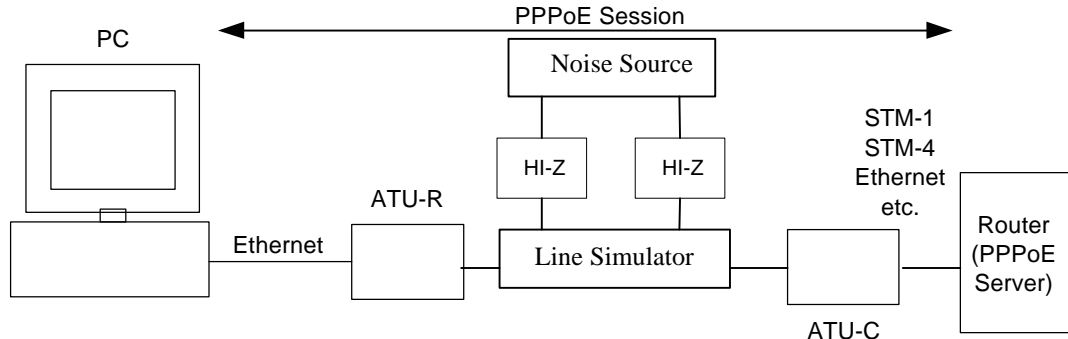 PPPoE Session
PC
Noise Source
STM-1
STM-4
Ethernet
etc.
HI-Z
HI-Z
ATU-R
Router
(PPPoE
Server)
Ethernet
Line Simulator
ATU-C